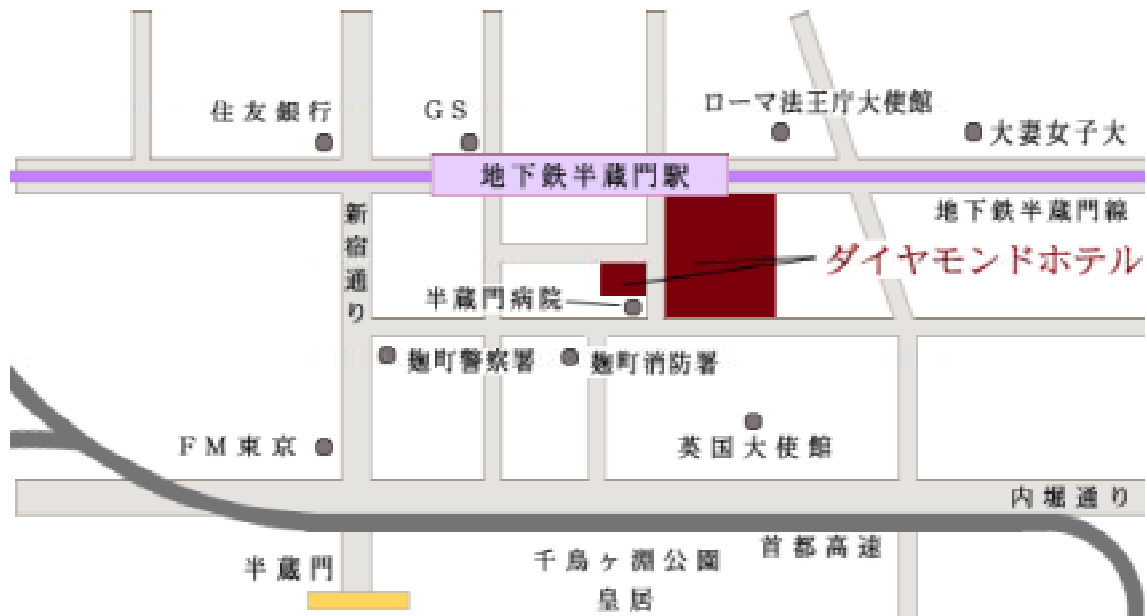 ローマ法王庁大使館
住友銀行
GS
大妻女子大
地下鉄半蔵門駅
新宿通り
地下鉄半蔵門線
ダイヤモンドホテル
半蔵門病院
麹町警察署
麹町消防署
FM東京
英国大使館
内堀通り
首都高速
半蔵門
千鳥ヶ淵公園
皇居